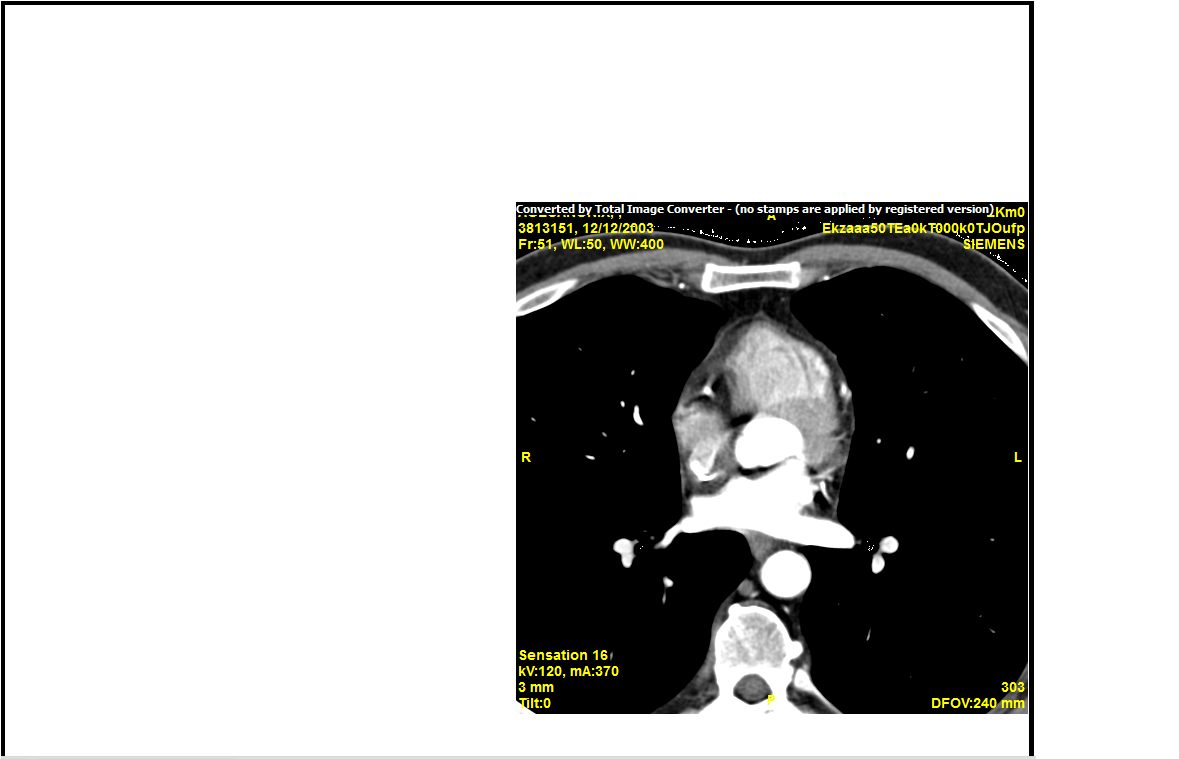 Converted by Total Image Converter - (no stamps are applied by registered version)
A
3813151, 12/12/2003
Ekzaaa50TEa0kT000k0TJOufp
Fr:51, WL:50, WW:400
SIEMENS
R
L
Sensation 16
kV:120, mA:370
3 mm
303
Tilt:0
P
DFOV:240 mm